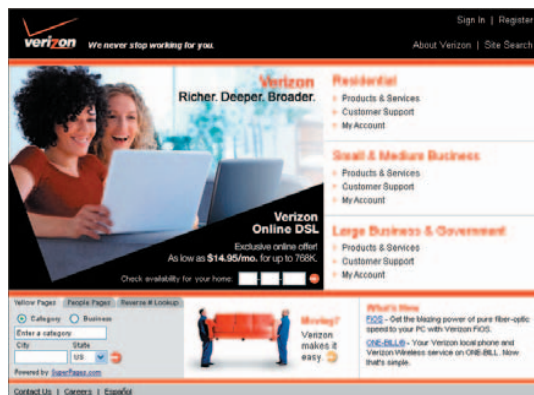 Sign In | Register
verizon
We never stop working for you.
About Verizon | Site Search
Verizon
Richer. Deeper. Broader.
Verizon
Online DSL
Exclusive online offer!
As low as $14.95/mo. for up to 768K.
Check availability for your home:
Residential
Products & Services
Customer Support
My Account
Small & Medium Business
Products & Services
Customer Support
My Account
Large Business & Government
Products & Services
Customer Support
My Account
Yellow Pages People Pages Reverse # Lookup
Category Business
Enter a category
City State
US
Powered by SuperPages.com
Moving?
Verizon
makes it
easy.
What's New
FiOS - Get the blazing power of pure fiber-optic
speed to your PC with Verizon FiOS.
ONE-BILL® - Your Verizon local phone and
Verizon Wireless service on ONE-BILL. Now
that's simple.
Contact Us | Careers | Español